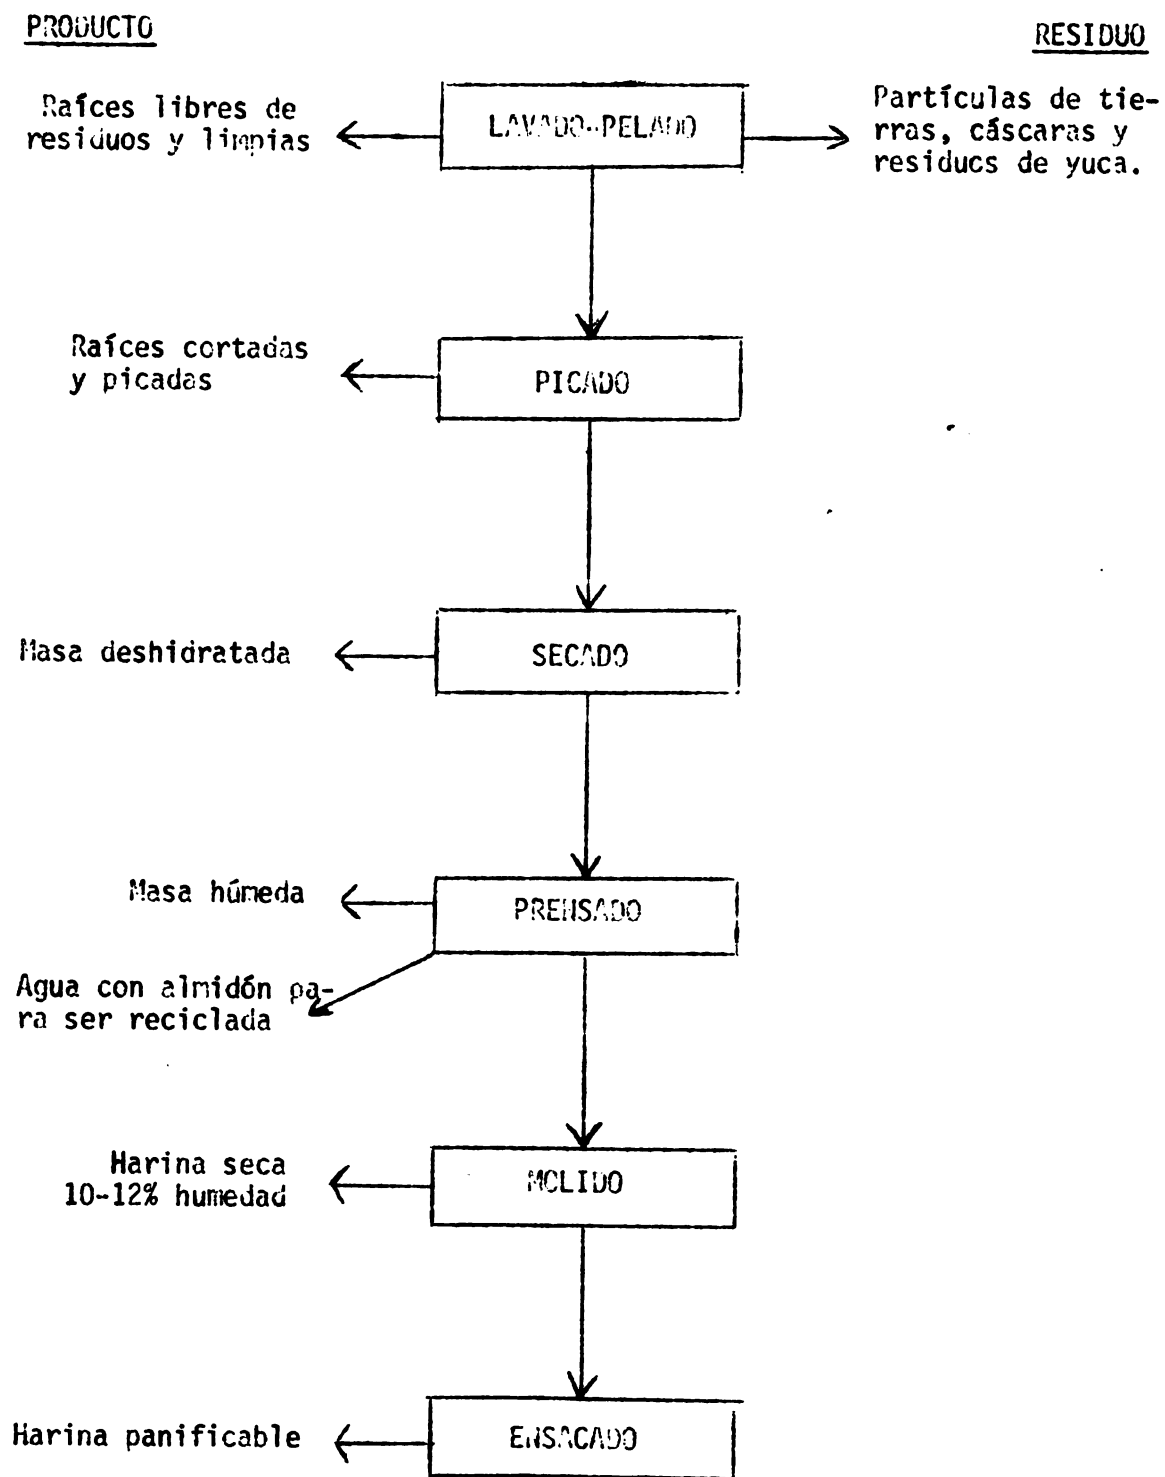 PRODUCTO
RESIDUO
Raíces libres de
residuos y limpias
LAVADO-PELADO
Partículas de tie-
rras, cáscaras y
residuos de yuca.
Raíces cortadas
y picadas
PICADO
Masa deshidratada
SECADO
Masa húmeda
PRENSADO
Agua con almidón pa-
ra ser reciclada
Harina seca
10-12% humedad
MOLIDO
Harina panificable
ENSACADO